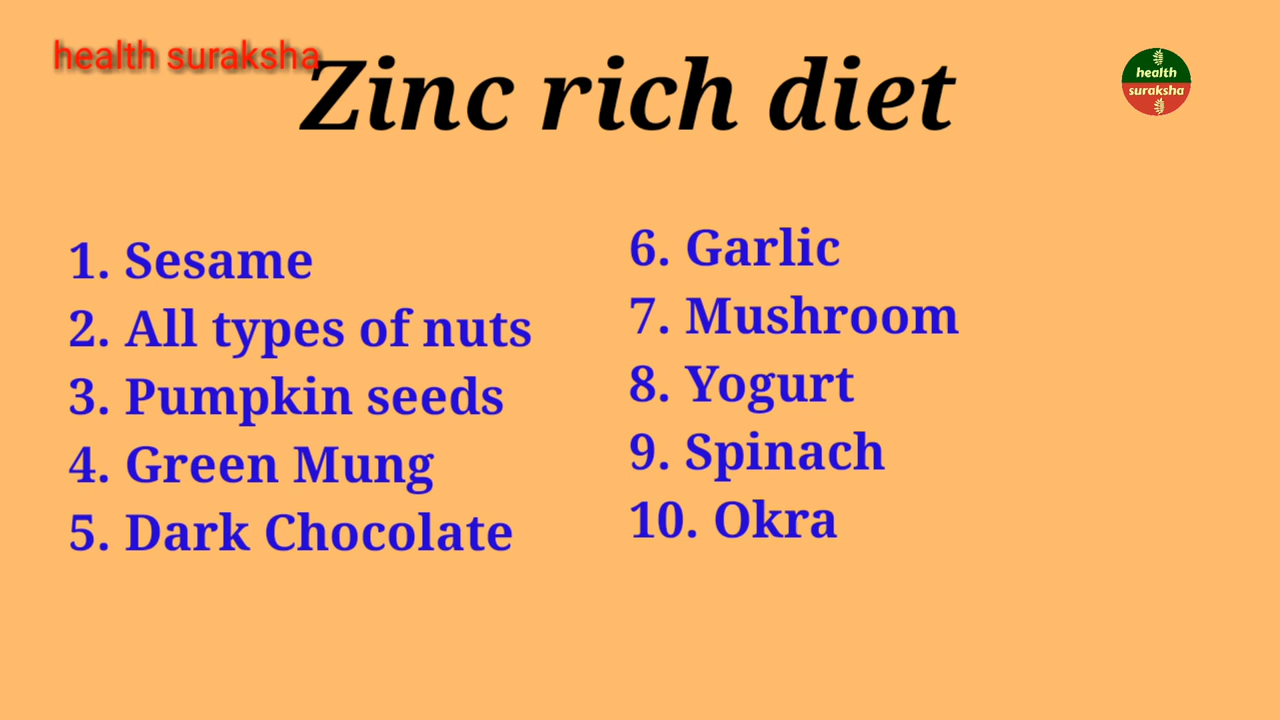 health suraksha
Zinc rich diet
health
suraksha
1. Sesame
2. All types of nuts
3. Pumpkin seeds
4. Green Mung
5. Dark Chocolate
6. Garlic
7. Mushroom
8. Yogurt
9. Spinach
10. Okra